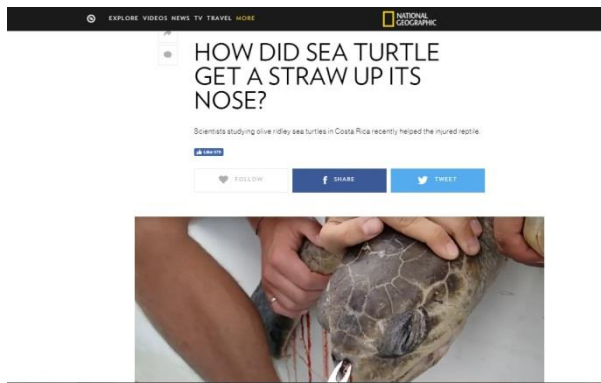 EXPLORE VIDEOS NEWS TV TRAVEL MORE
NATIONAL
GEOGRAPHIC
HOW DID SEA TURTLE
GET A STRAW UP ITS
NOSE?
Scientists studying olive ridley sea turtles in Costa Rica recently helped the injured reptile.
FOLLOW
SHARE
TWEET